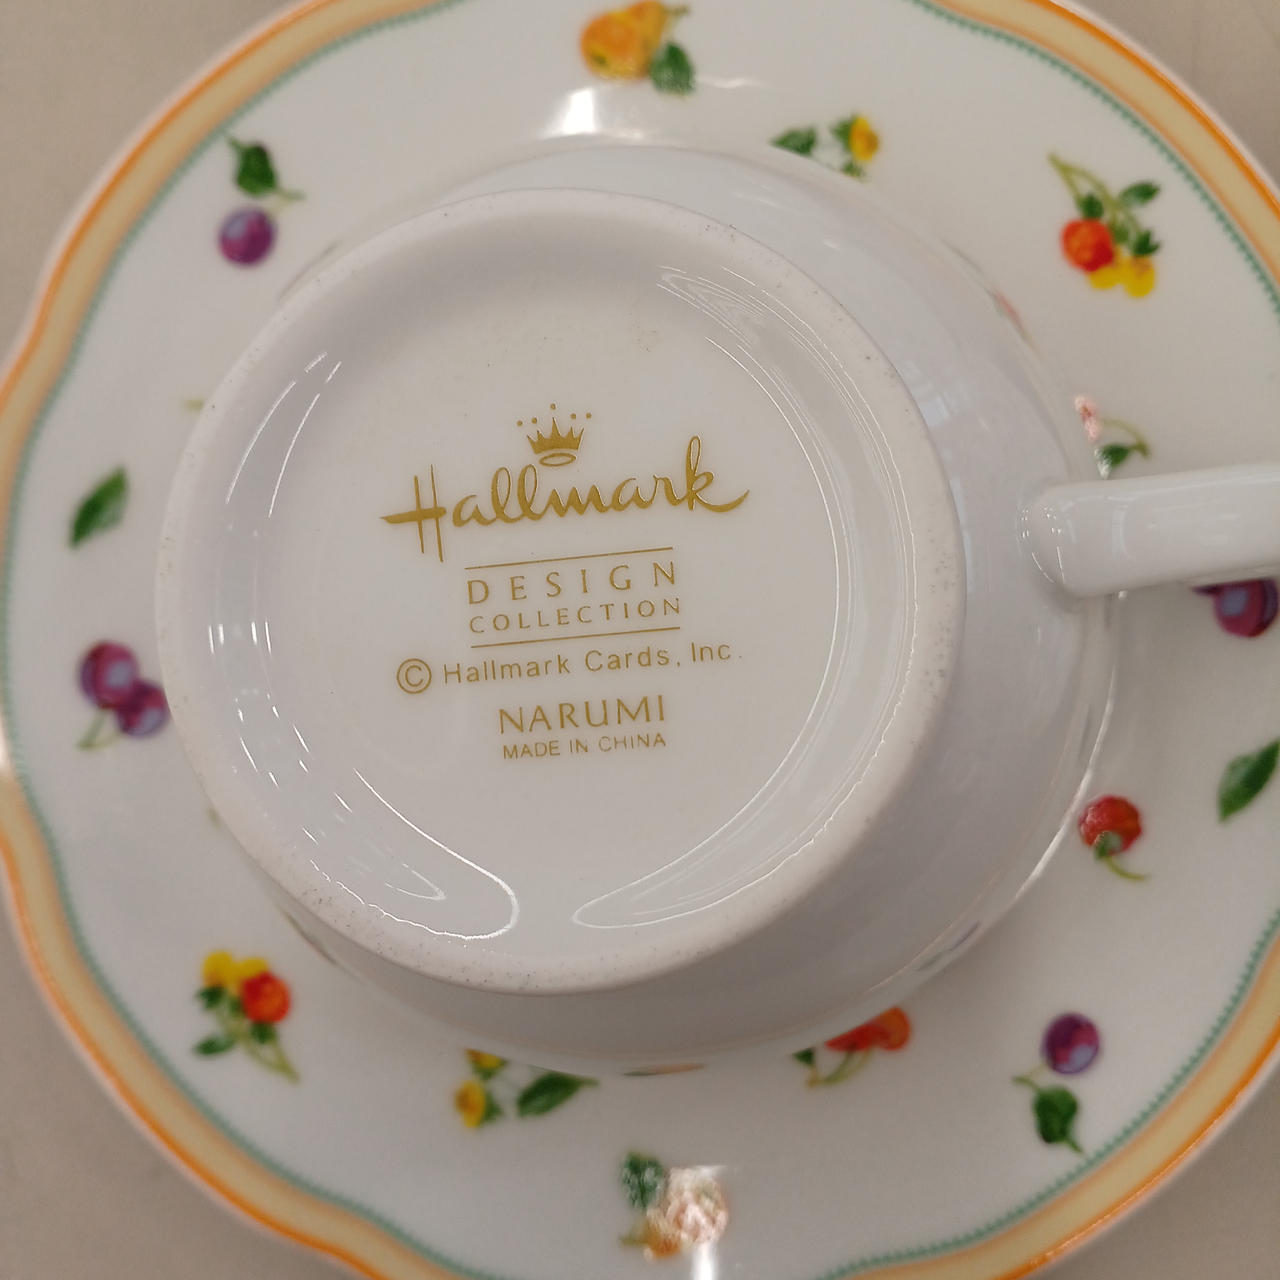 Hallmark
DESIGN
COLLECTION
© Hallmark Cards, Inc.
NARUMI
MADE IN CHINA